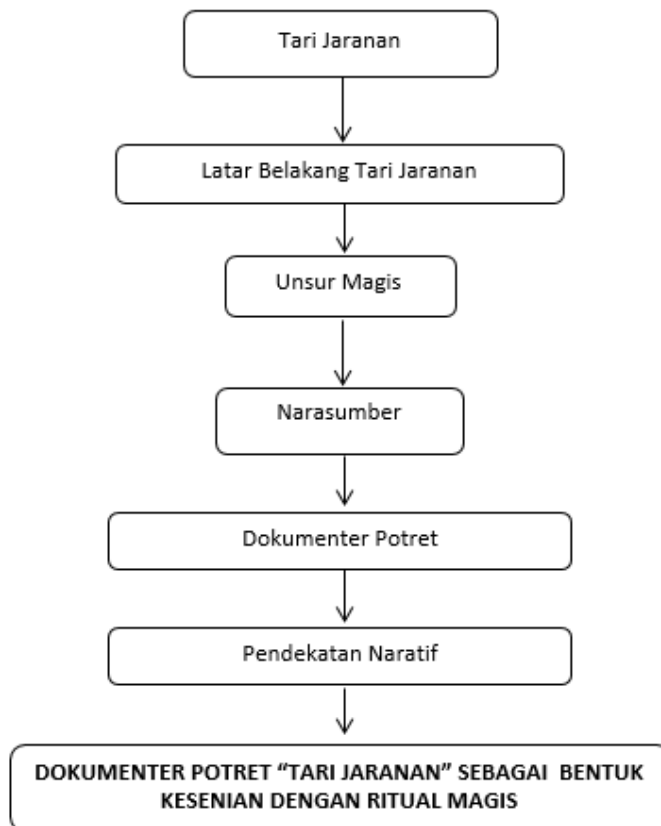 Tari Jaranan
Latar Belakang Tari Jaranan
Unsur Magis
Narasumber
Dokumenter Potret
Pendekatan Naratif
DOKUMENTER POTRET “TARI JARANAN” SEBAGAI BENTUK
KESENIAN DENGAN RITUAL MAGIS